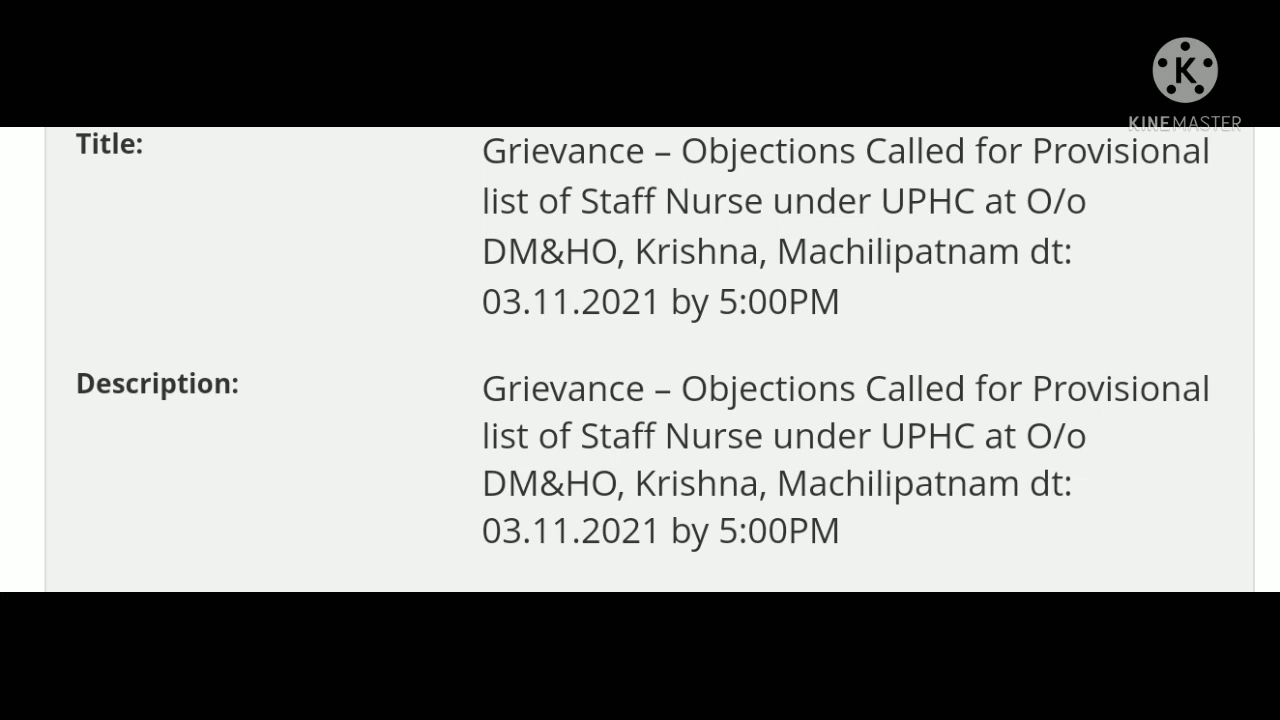 K
KINEMASTER
Title:
Grievance – Objections Called for Provisional
list of Staff Nurse under UPHC at O/o
DM&HO, Krishna, Machilipatnam dt:
03.11.2021 by 5:00PM
Description:
Grievance – Objections Called for Provisional
list of Staff Nurse under UPHC at O/o
DM&HO, Krishna, Machilipatnam dt:
03.11.2021 by 5:00PM